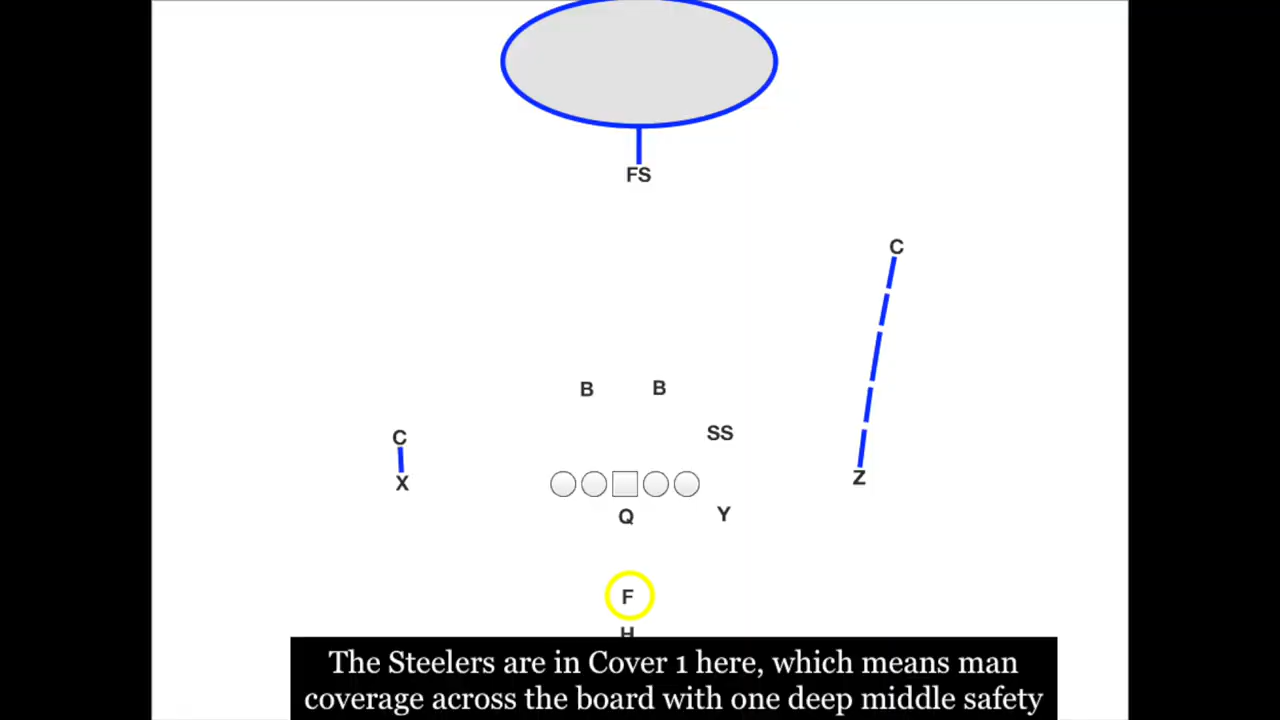 FS
C
B B
SS
C
X
Z
Q
Y
F
H
The Steelers are in Cover 1 here, which means man
coverage across the board with one deep middle safety